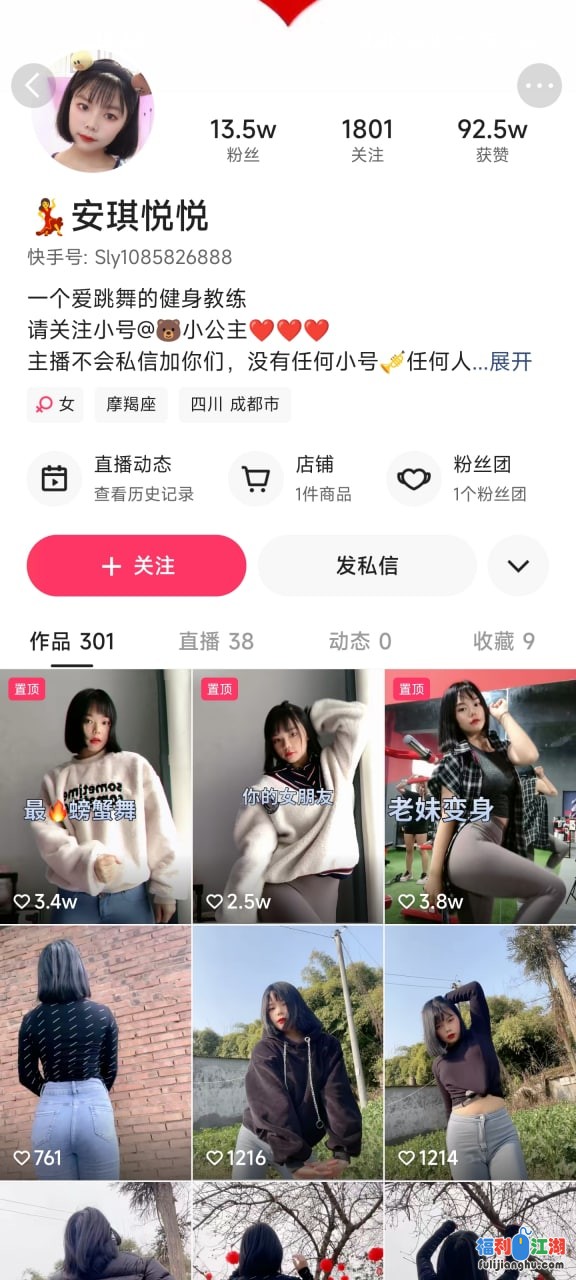 13.5w 1801 92.5w
粉丝 关注 获赞
💃安琪悦悦
快手号: Sly1085826888
一个爱跳舞的健身教练
请关注小号@🐻小公主❤️❤️❤️
主播不会私信加你们，没有任何小号🎺任何人...展开
女 摩羯座 四川 成都市
直播动态 店铺 粉丝团
查看历史记录 1件商品 1个粉丝团
+ 关注 发私信
作品 301 直播 38 动态 0 收藏 9
置顶 置顶 置顶
最🔥螃蟹舞 你的女朋友 老妹变身
sometime
3.4w 2.5w 3.8w
761 1216 1214
福利江湖
fulijianghu.com